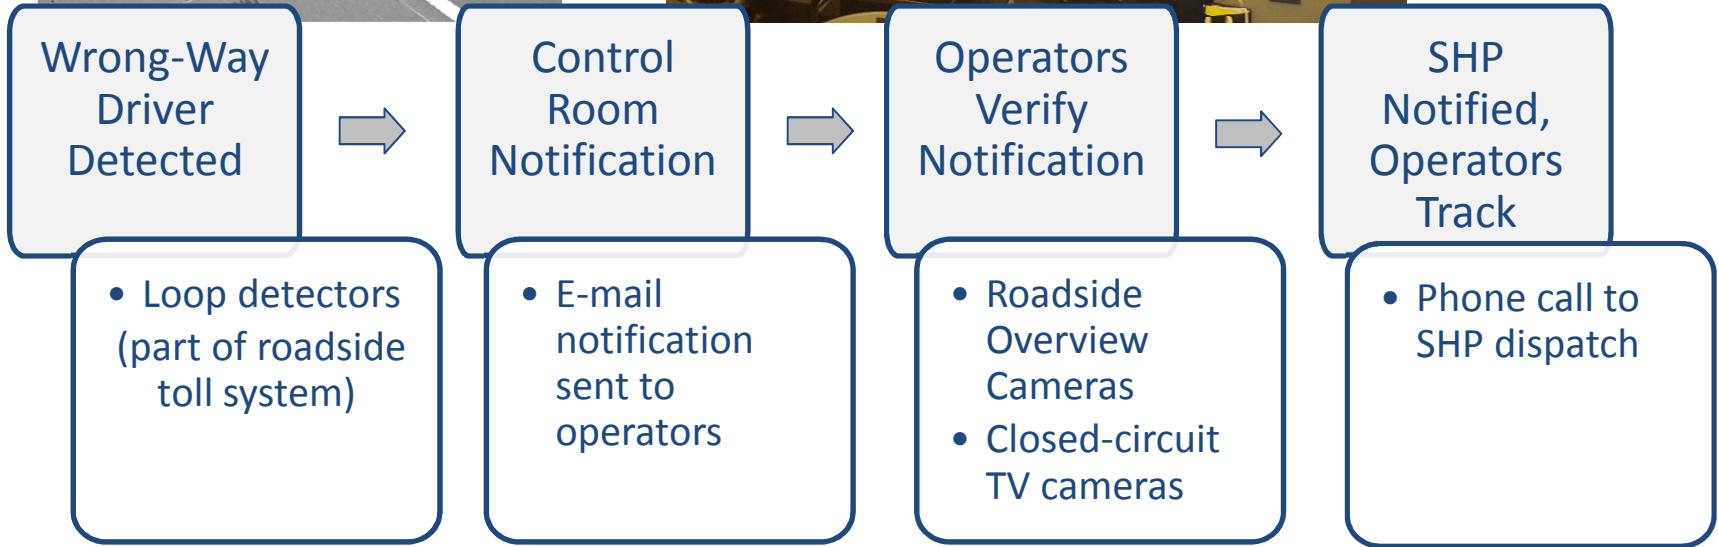 Wrong-Way
Driver
Detected
• Loop detectors
(part of roadside
toll system)
Control
Room
Notification
• E-mail
notification
sent to
operators
Operators
Verify
Notification
• Roadside
Overview
Cameras
• Closed-circuit
TV cameras
SHP
Notified,
Operators
Track
• Phone call to
SHP dispatch